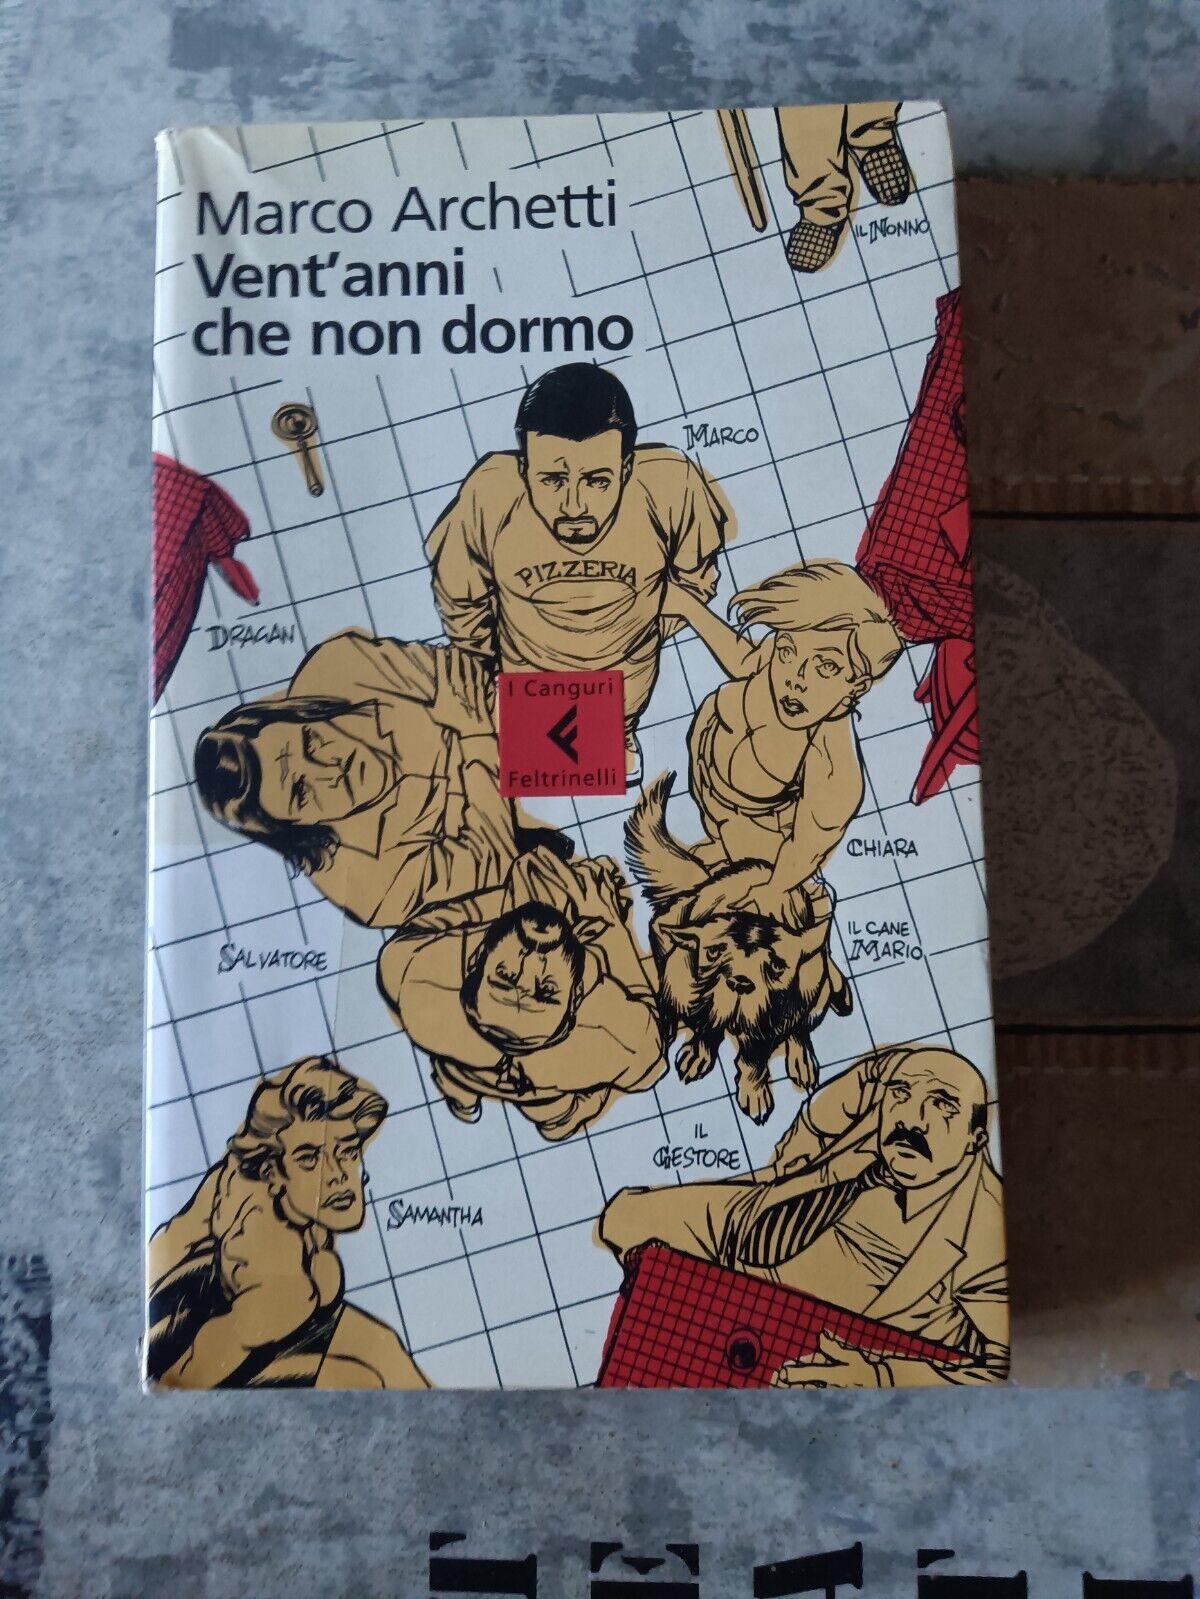 Marco Archetti
Vent'anni
che non dormo
IL NONNO
MARCO
PIZZERIA
DRAGAN
I Canguri
Feltrinelli
CHIARA
IL CANE
MARIO
SALVATORE
IL
GESTORE
SAMANTHA